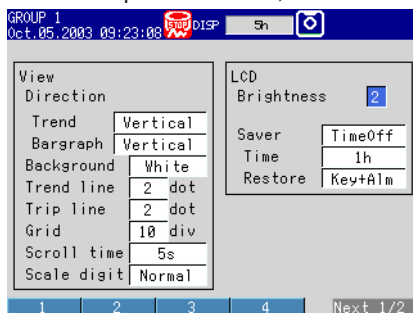 GROUP 1
Oct.05.2003 09:23:08 STOP DISP 5h
View
Direction
Trend Vertical
Bargraph Vertical
Background White
Trend line 2 dot
Trip line 2 dot
Grid 10 div
Scroll time 5s
Scale digit Normal
LCD
Brightness 2
Saver TimeOff
Time 1h
Restore Key+Alm
1 2 3 4 Next 1/2